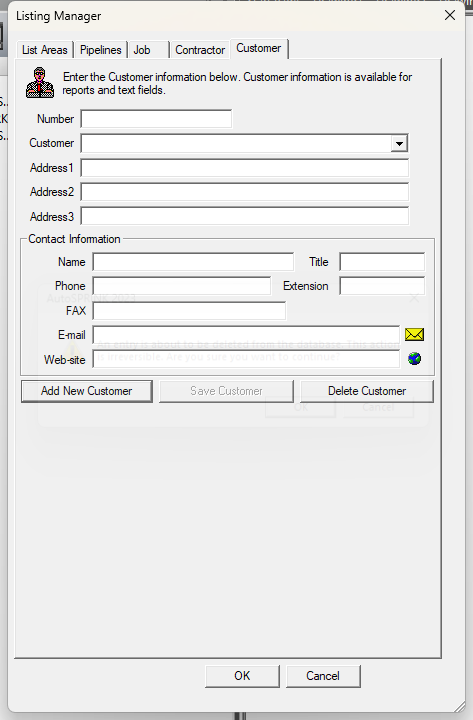 Listing Manager
List Areas Pipelines Job Contractor Customer
Enter the Customer information below. Customer information is available for
reports and text fields.
Number
Customer
Address1
Address2
Address3
Contact Information
Name Title
Phone Extension
FAX
E-mail
Web-site
Add New Customer Save Customer Delete Customer
OK Cancel
OK Cancel